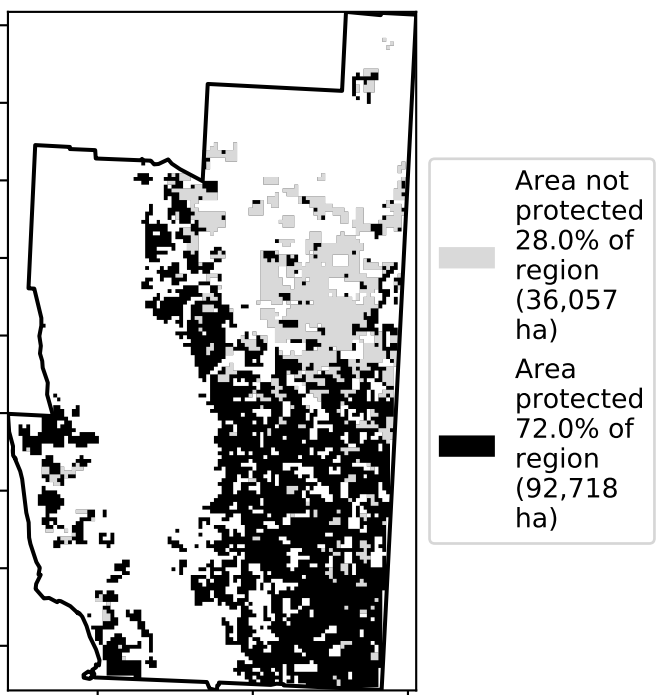 Area not
protected
28.0% of
region
(36,057
ha)
Area
protected
72.0% of
region
(92,718
ha)